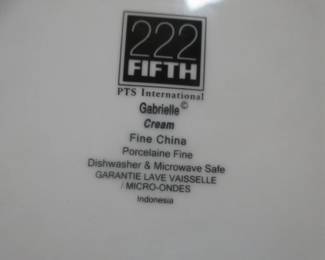 222
FIFTH
PTS International
Gabrielle©
Cream
Fine China
Porcelaine Fine
Dishwasher & Microwave Safe
GARANTIE LAVE VAISSELLE
/ MICRO-ONDES
Indonesia